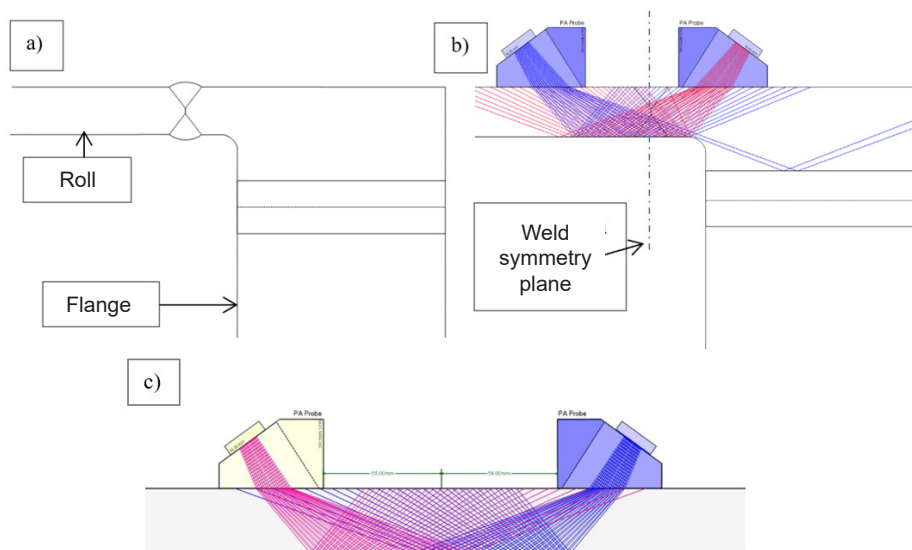 a)
Roll
Flange
b)
PA Probe
PA Probe
Weld
symmetry
plane
c)
PA Probe
PA Probe